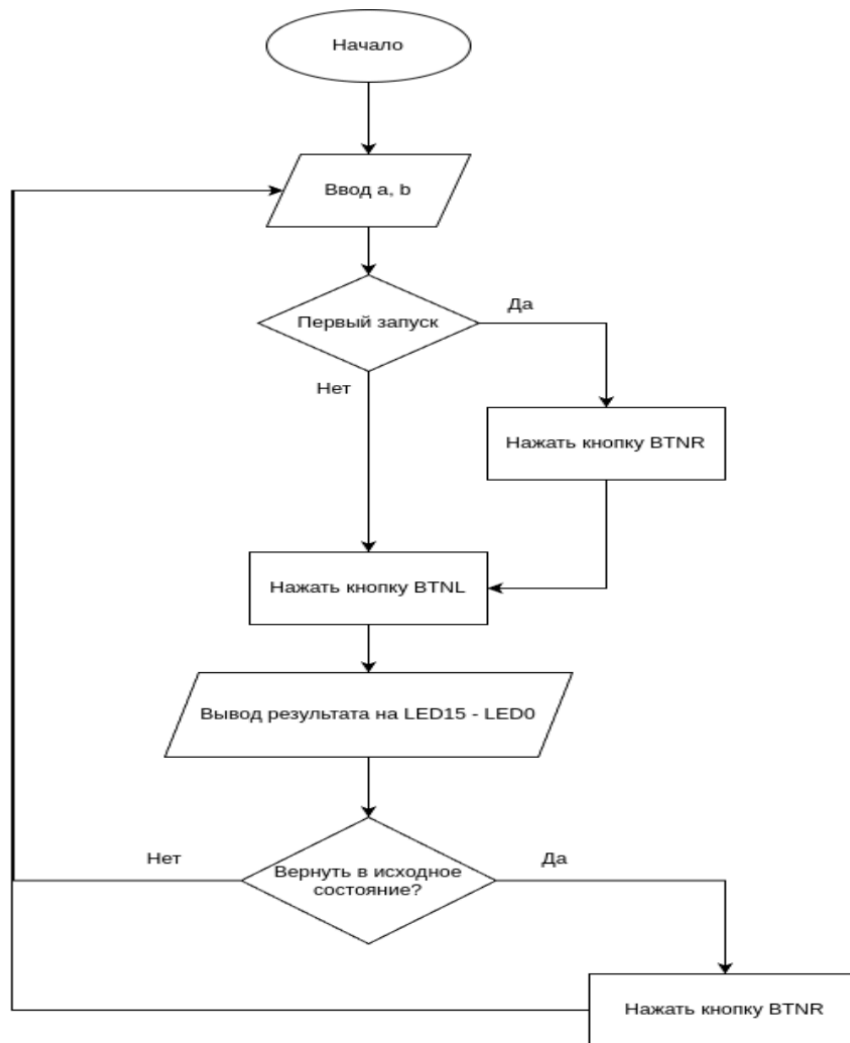 Начало
Ввод a, b
Первый запуск
Да
Нет
Нажать кнопку BTNR
Нажать кнопку BTNL
Вывод результата на LED15 - LED0
Нет
Да
Вернуть в исходное
состояние?
Нажать кнопку BTNR